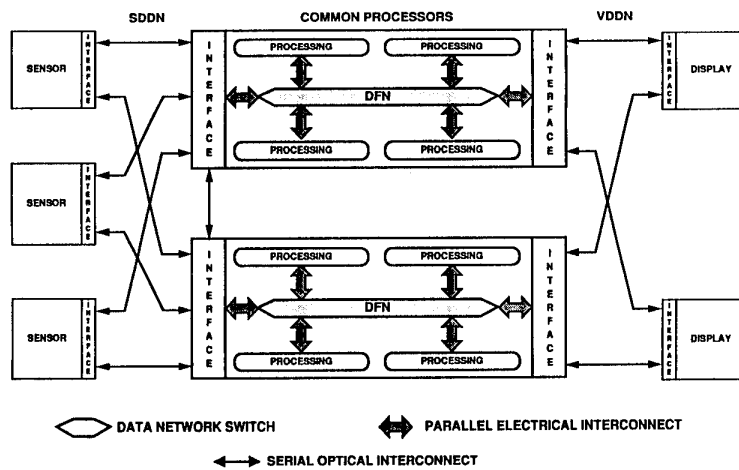 SDDN COMMON PROCESSORS VDDN
SENSOR
INTERFACE
INTERFACE
PROCESSING PROCESSING
DFN
PROCESSING PROCESSING
INTERFACE
INTERFACE
DISPLAY
SENSOR
INTERFACE
SENSOR
INTERFACE
INTERFACE
PROCESSING PROCESSING
DFN
PROCESSING PROCESSING
INTERFACE
INTERFACE
DISPLAY
DATA NETWORK SWITCH
PARALLEL ELECTRICAL INTERCONNECT
SERIAL OPTICAL INTERCONNECT